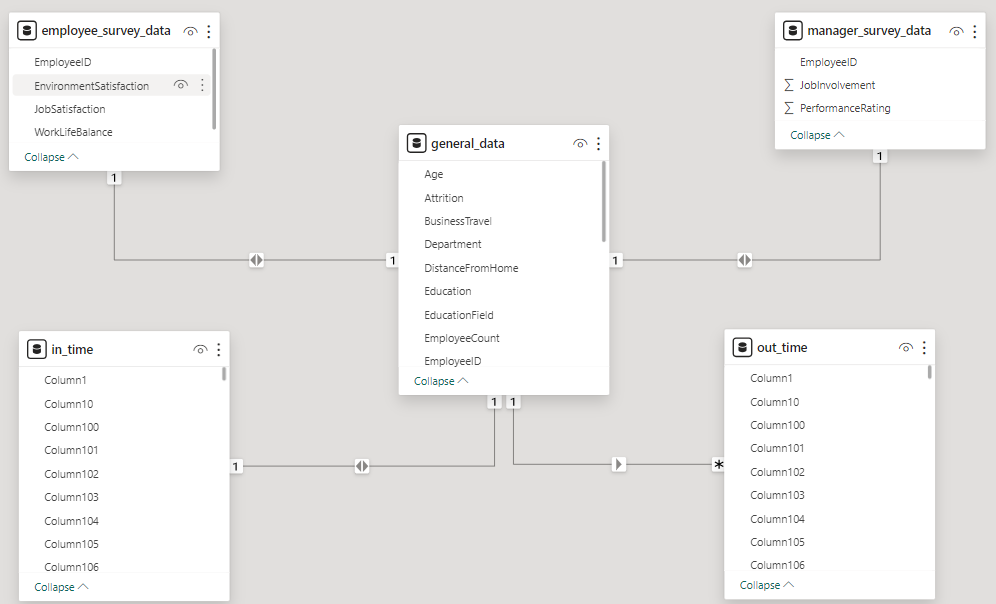 employee_survey_data
EmployeeID
EnvironmentSatisfaction
JobSatisfaction
WorkLifeBalance
Collapse
1
manager_survey_data
EmployeeID
∑ JobInvolvement
∑ PerformanceRating
Collapse
1
general_data
Age
Attrition
BusinessTravel
Department
DistanceFromHome
Education
EducationField
EmployeeCount
EmployeeID
Collapse
1
1
1 1
in_time
Column1
Column10
Column100
Column101
Column102
Column103
Column104
Column105
Column106
Collapse
1
out_time
Column1
Column10
Column100
Column101
Column102
Column103
Column104
Column105
Column106
Collapse
*